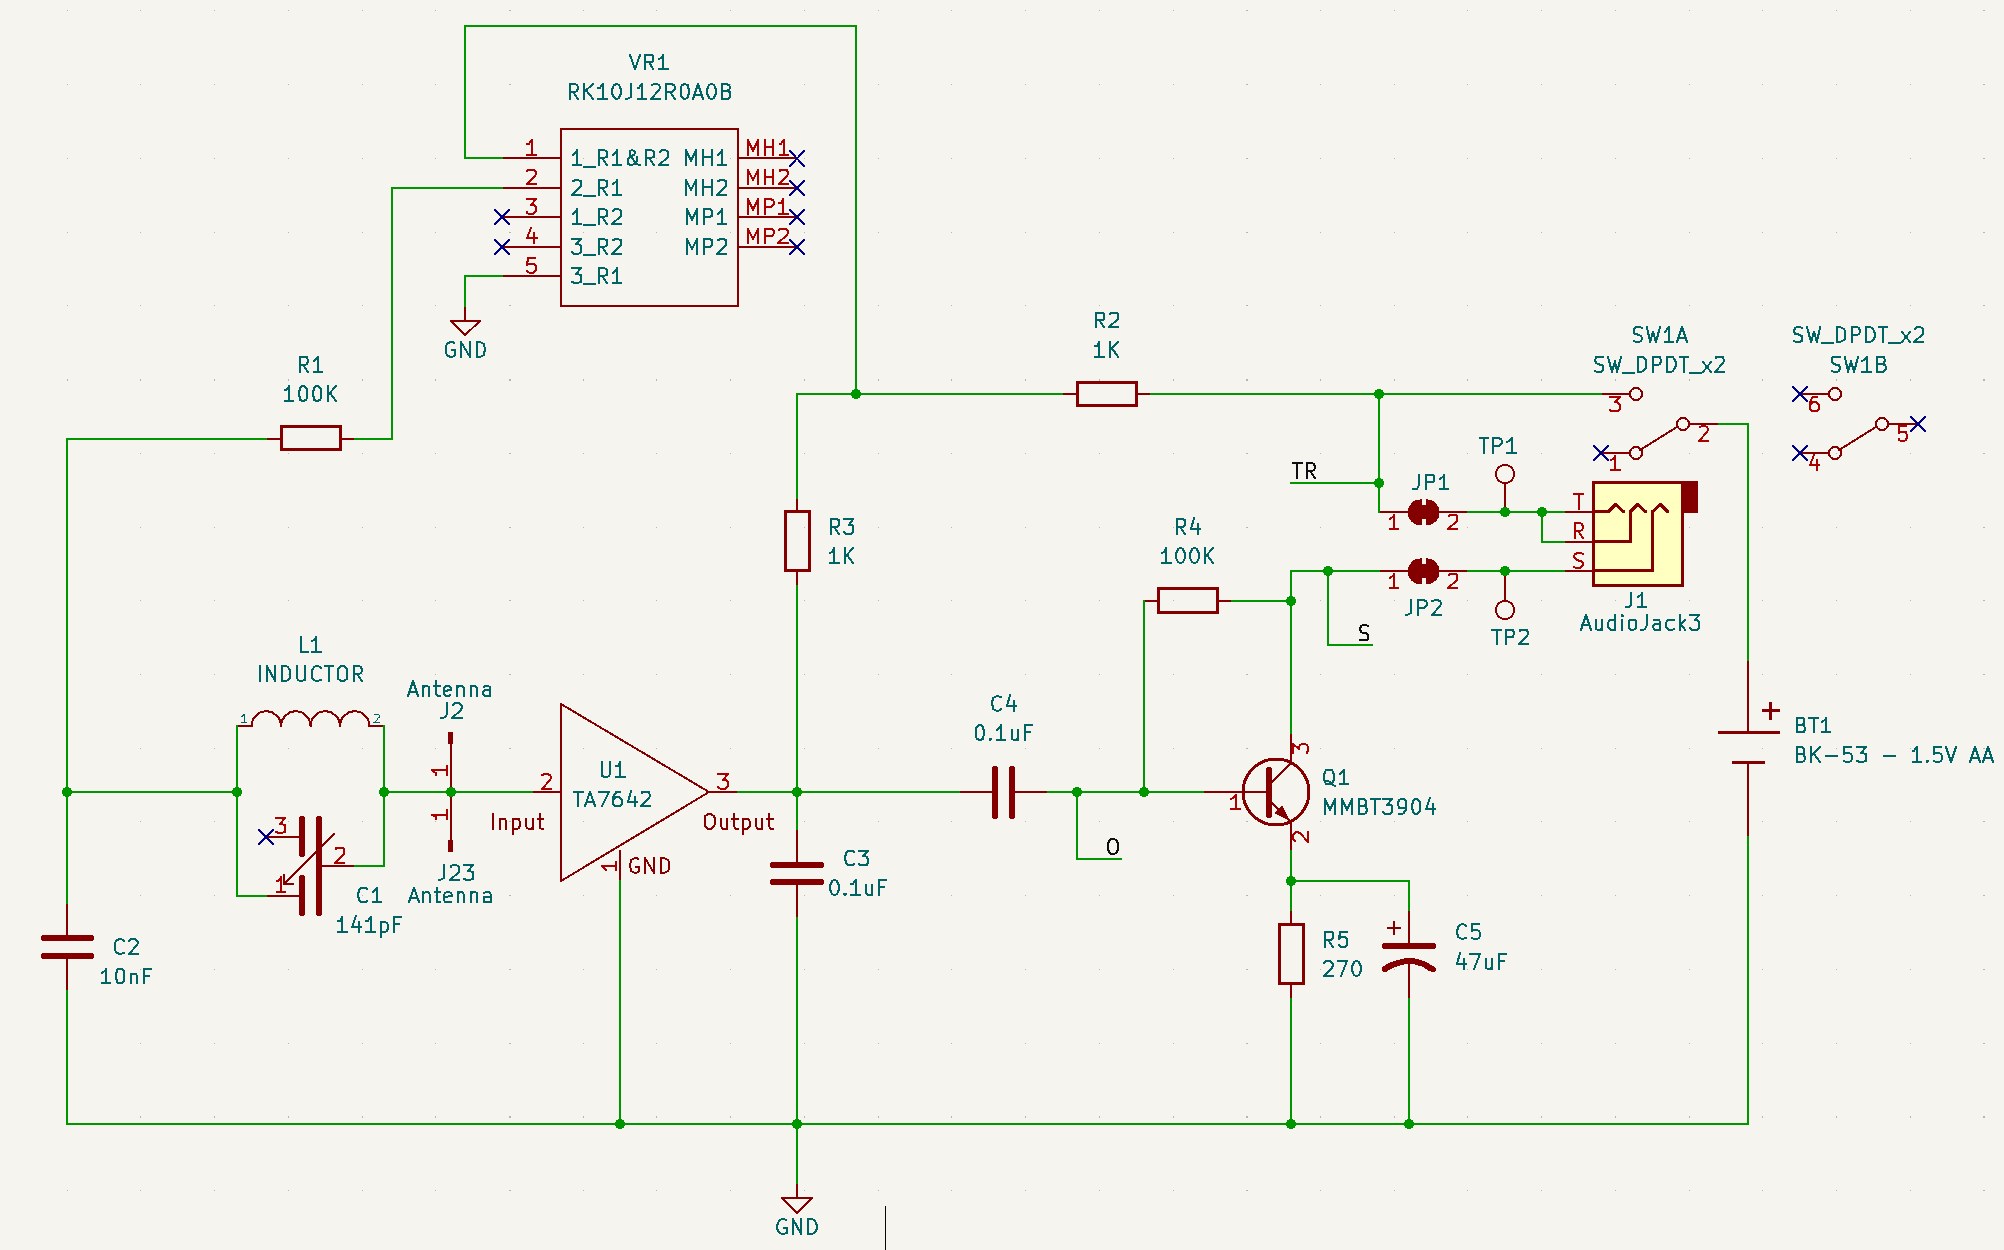 VR1
RK10J12R0A0B
1 1_R1&R2 MH1 MH1
2 2_R1 MH2 MH2
3 1_R2 MP1 MP1
4 3_R2 MP2 MP2
5 3_R1
GND
R1
100K
R2
1K
SW1A
SW_DPDT_x2
3
2
1
SW_DPDT_x2
SW1B
6
5
4
TR
TP1
JP1
1 2
T
R
S
1 2
JP2
TP2
J1
AudioJack3
R3
1K
R4
100K
S
L1
INDUCTOR
1 2
Antenna
J2
1
1
J23
Antenna
3
2
1
C1
141pF
C2
10nF
2
Input
U1
TA7642
3
Output
1
GND
C3
0.1uF
C4
0.1uF
O
3
1
2
Q1
MMBT3904
+
BT1
BK-53 - 1.5V AA
R5
270
+
C5
47uF
GND